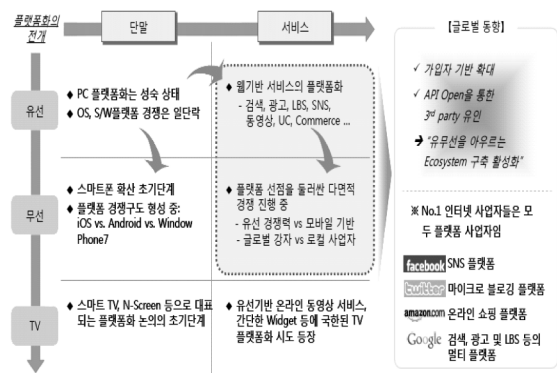 플랫폼화의
전개
단말
서비스
유선
◆ PC 플랫폼화는 성숙 상태
◆ OS, S/W플랫폼 경쟁은 일단락
◆ 웹기반 서비스의 플랫폼화
- 검색, 광고, LBS, SNS,
동영상, UC, Commerce ...
무선
◆ 스마트폰 확산 초기단계
◆ 플랫폼 경쟁구도 형성 중:
iOS vs. Android vs. Window
Phone7
◆ 플랫폼 선점을 둘러싼 다면적
경쟁 진행 중
- 유선 경쟁력 vs 모바일 기반
- 글로벌 강자 vs 로컬 사업자
TV
◆ 스마트 TV, N-Screen 등으로 대표
되는 플랫폼화 논의의 초기단계
◆ 유선기반 온라인 동영상 서비스,
간단한 Widget 등에 국한된 TV
플랫폼화 시도 등장
【글로벌 동향】
✓ 가입자 기반 확대
✓ API Open을 통한
3rd party 유인
➔ "유무선을 아우르는
Ecosystem 구축 활성화"
※ No.1 인터넷 사업자들은 모
두 플랫폼 사업자임
facebook SNS 플랫폼
twitter 마이크로 블로깅 플랫폼
amazon.com 온라인 쇼핑 플랫폼
Google 검색, 광고 및 LBS 등의
멀티 플랫폼